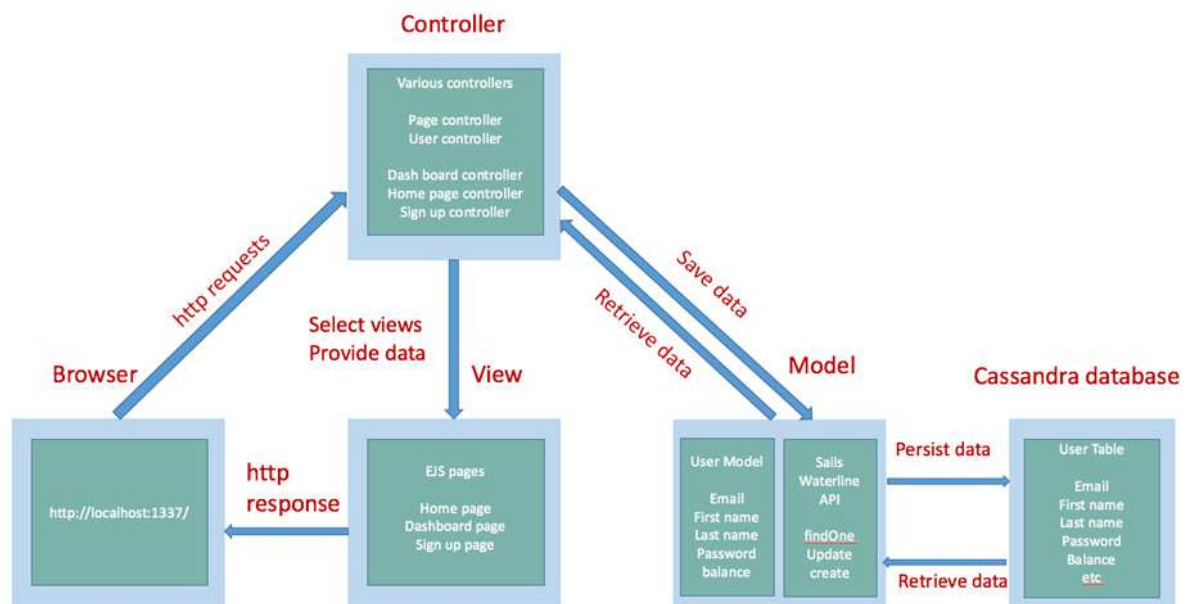 Controller
Various controllers
Page controller
User controller
Dash board controller
Home page controller
Sign up controller
http requests
Select views
Provide data
Save data
Retrieve data
Browser
View
Model
Cassandra database
http://localhost:1337/
http
response
EJS pages
Home page
Dashboard page
Sign up page
User Model
Email
First name
Last name
Password
balance
Sails
Waterline
API
findOne
Update
create
Persist data
Retrieve data
User Table
Email
First name
Last name
Password
Balance
etc